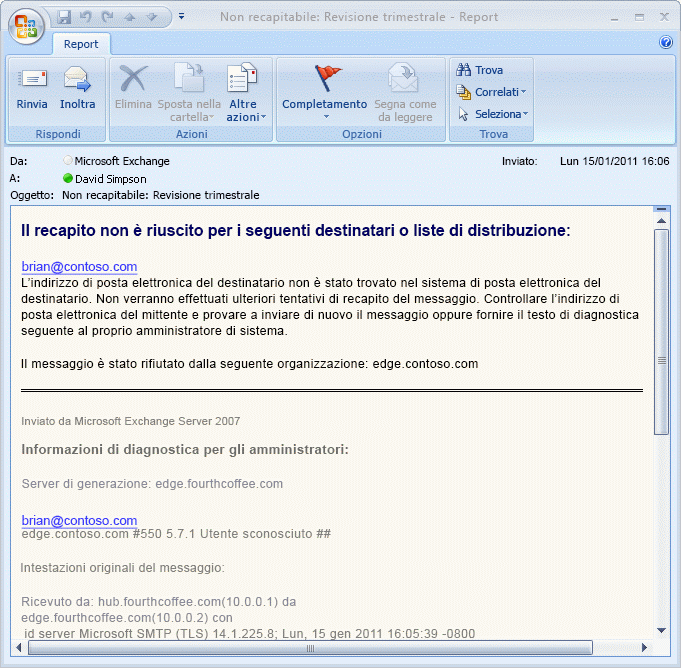 Non recapitabile: Revisione trimestrale - Report
Report
Rinvia
Inoltra
Rispondi
Elimina
Sposta nella cartella
Altre azioni
Azioni
Completamento
Segna come da leggere
Opzioni
Trova
Correlati
Seleziona
Trova
Da: Microsoft Exchange Inviato: Lun 15/01/2011 16:06
A: David Simpson
Oggetto: Non recapitabile: Revisione trimestrale
Il recapito non è riuscito per i seguenti destinatari o liste di distribuzione:
brian@contoso.com
L'indirizzo di posta elettronica del destinatario non è stato trovato nel sistema di posta elettronica del
destinatario. Non verranno effettuati ulteriori tentativi di recapito del messaggio. Controllare l'indirizzo di
posta elettronica del mittente e provare a inviare di nuovo il messaggio oppure fornire il testo di diagnostica
seguente al proprio amministratore di sistema.
Il messaggio è stato rifiutato dalla seguente organizzazione: edge.contoso.com
Inviato da Microsoft Exchange Server 2007
Informazioni di diagnostica per gli amministratori:
Server di generazione: edge.fourthcoffee.com
brian@contoso.com
edge.contoso.com #550 5.7.1 Utente sconosciuto ##
Intestazioni originali del messaggio:
Ricevuto da: hub.fourthcoffee.com(10.0.0.1) da
edge.fourthcoffee.com(10.0.0.2) con
id server Microsoft SMTP (TLS) 14.1.225.8; Lun, 15 gen 2011 16:05:39 -0800